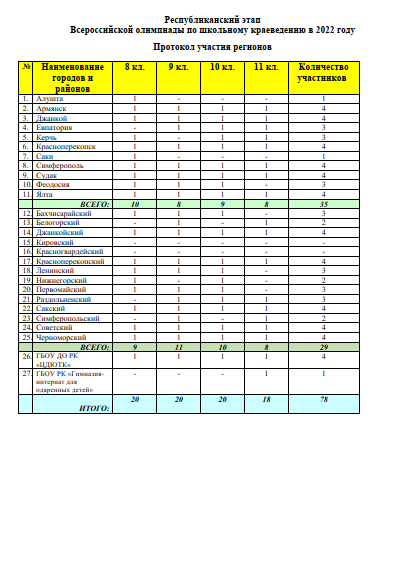 Республиканский этап
Всероссийской олимпиады по школьному краеведению в 2022 году
Протокол участия регионов
№ Наименование городов и районов 8 кл. 9 кл. 10 кл. 11 кл. Количество участников
1. Алушта 1 - - - 1
2. Армянск 1 1 1 1 4
3. Джанкой 1 1 1 1 4
4. Евпатория - 1 1 1 3
5. Керчь 1 - 1 1 3
6. Красноперекопск 1 1 1 1 4
7. Саки 1 - - - 1
8. Симферополь 1 1 1 1 4
9. Судак 1 1 1 1 4
10. Феодосия 1 1 1 - 3
11. Ялта 1 1 1 1 4
ВСЕГО: 10 8 9 8 35
12. Бахчисарайский 1 1 1 - 3
13. Белогорский - 1 - 1 2
14. Джанкойский 1 1 1 1 4
15. Кировский - - - - -
16. Красногвардейский - - - - -
17. Красноперекопский 1 1 1 1 4
18. Ленинский 1 1 1 - 3
19. Нижнегорский 1 - 1 - 2
20. Первомайский 1 1 1 - 3
21. Раздольненский - 1 1 1 3
22. Сакский 1 1 1 1 4
23. Симферопольский - 1 - 1 2
24. Советский 1 1 1 1 4
25. Черноморский 1 1 1 1 4
ВСЕГО: 9 11 10 8 29
26. ГБОУ ДО РК 1 1 1 1 4
«ЦДЮТК»
27. ГБОУ РК «Гимназия- - - - 1 1
интернат для
одаренных детей»
20 20 20 18 78
ИТОГО: